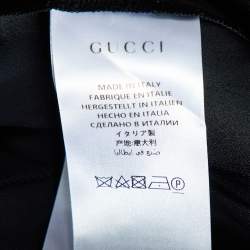 GUCCI
MADE IN ITALY
FABRIQUE EN ITALIE
HERGESTELLT IN ITALIEN
HECHO EN ITALIA
СДЕЛАНО В ИТАЛИИ
イタリア製
产地:意大利
صنع في ايطاليا